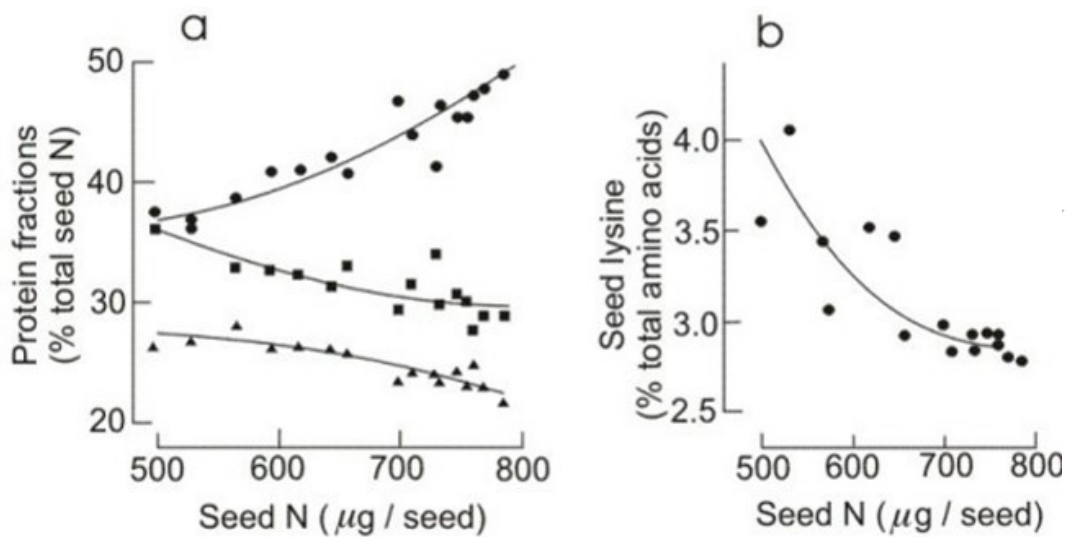 a
50
40
30
20
Protein fractions
(% total seed N)
500 600 700 800
Seed N ( μg / seed)
b
4.0
3.5
3.0
2.5
Seed lysine
(% total amino acids)
500 600 700 800
Seed N ( μg / seed)